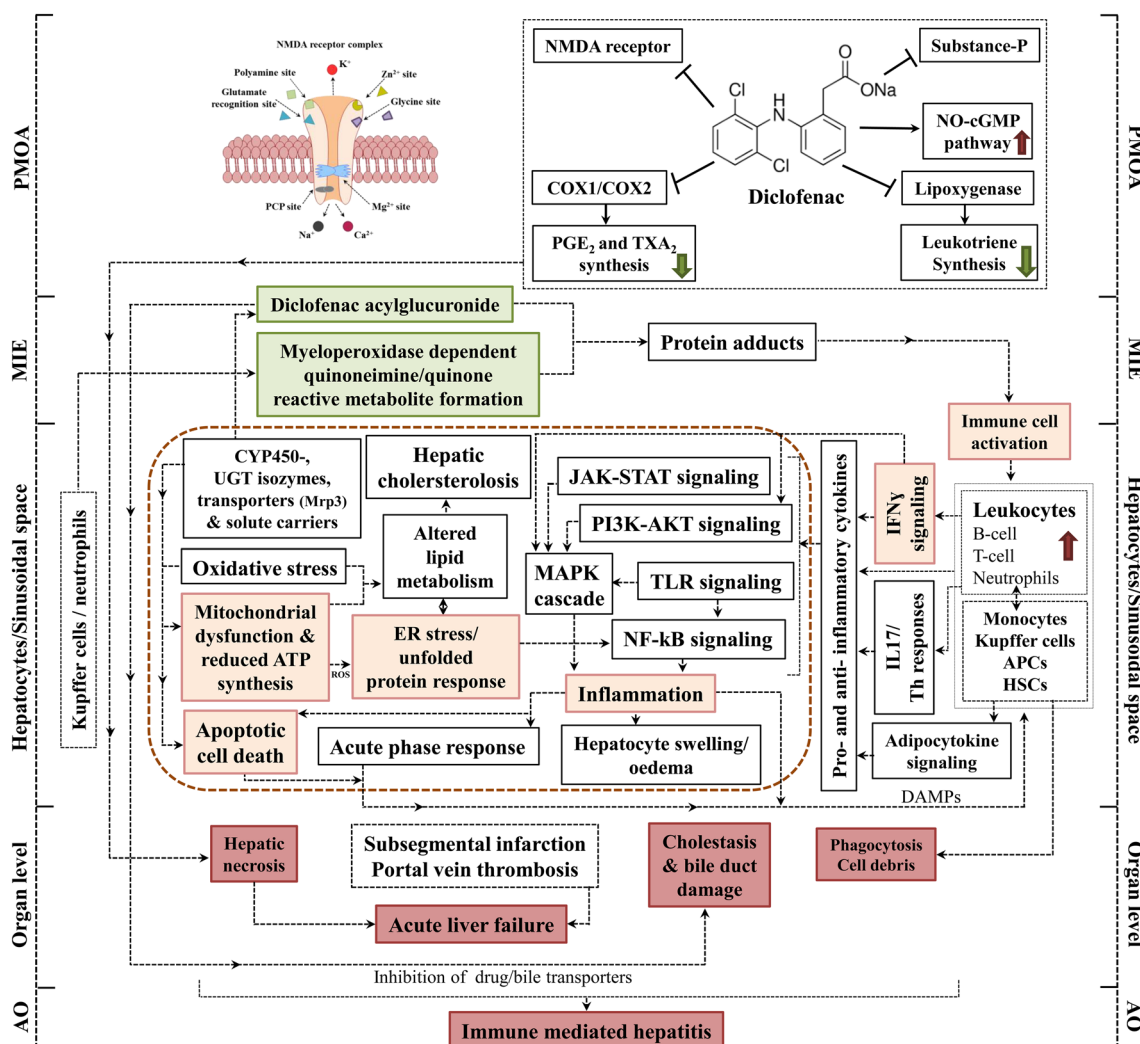 PMOA
MIE
Hepatocytes/Sinusoidal space
Organ level
AO
NMDA receptor complex
K⁺
Polyamine site
Zn²⁺ site
Glutamate
recognition site
Glycine site
PCP site
Mg²⁺ site
Na⁺
Ca²⁺
NMDA receptor
Substance-P
O
ONa
Cl
H
N
Cl
NO-cGMP
pathway
COX1/COX2
Diclofenac
Lipoxygenase
PGE₂ and TXA₂
synthesis
Leukotriene
Synthesis
Diclofenac acylglucuronide
Myeloperoxidase dependent
quinoneimine/quinone
reactive metabolite formation
Protein adducts
Immune cell
activation
Kupffer cells / neutrophils
CYP450-,
UGT isozymes,
transporters (Mrp3)
& solute carriers
Hepatic
cholersterolosis
Altered
lipid
metabolism
Oxidative stress
Mitochondrial
dysfunction &
reduced ATP
synthesis
ROS
ER stress/
unfolded
protein response
Apoptotic
cell death
Acute phase response
JAK-STAT signaling
PI3K-AKT signaling
MAPK
cascade
TLR signaling
NF-kB signaling
Inflammation
Hepatocyte swelling/
oedema
Pro- and anti- inflammatory cytokines
IFNγ
signaling
IL17/
Th responses
Leukocytes
B-cell
T-cell
Neutrophils
Monocytes
Kupffer cells
APCs
HSCs
Adipocytokine
signaling
DAMPs
Hepatic
necrosis
Subsegmental infarction
Portal vein thrombosis
Acute liver failure
Cholestasis
& bile duct
damage
Phagocytosis
Cell debris
Inhibition of drug/bile transporters
Immune mediated hepatitis
PMOA
MIE
Hepatocytes/Sinusoidal space
Organ level
AO